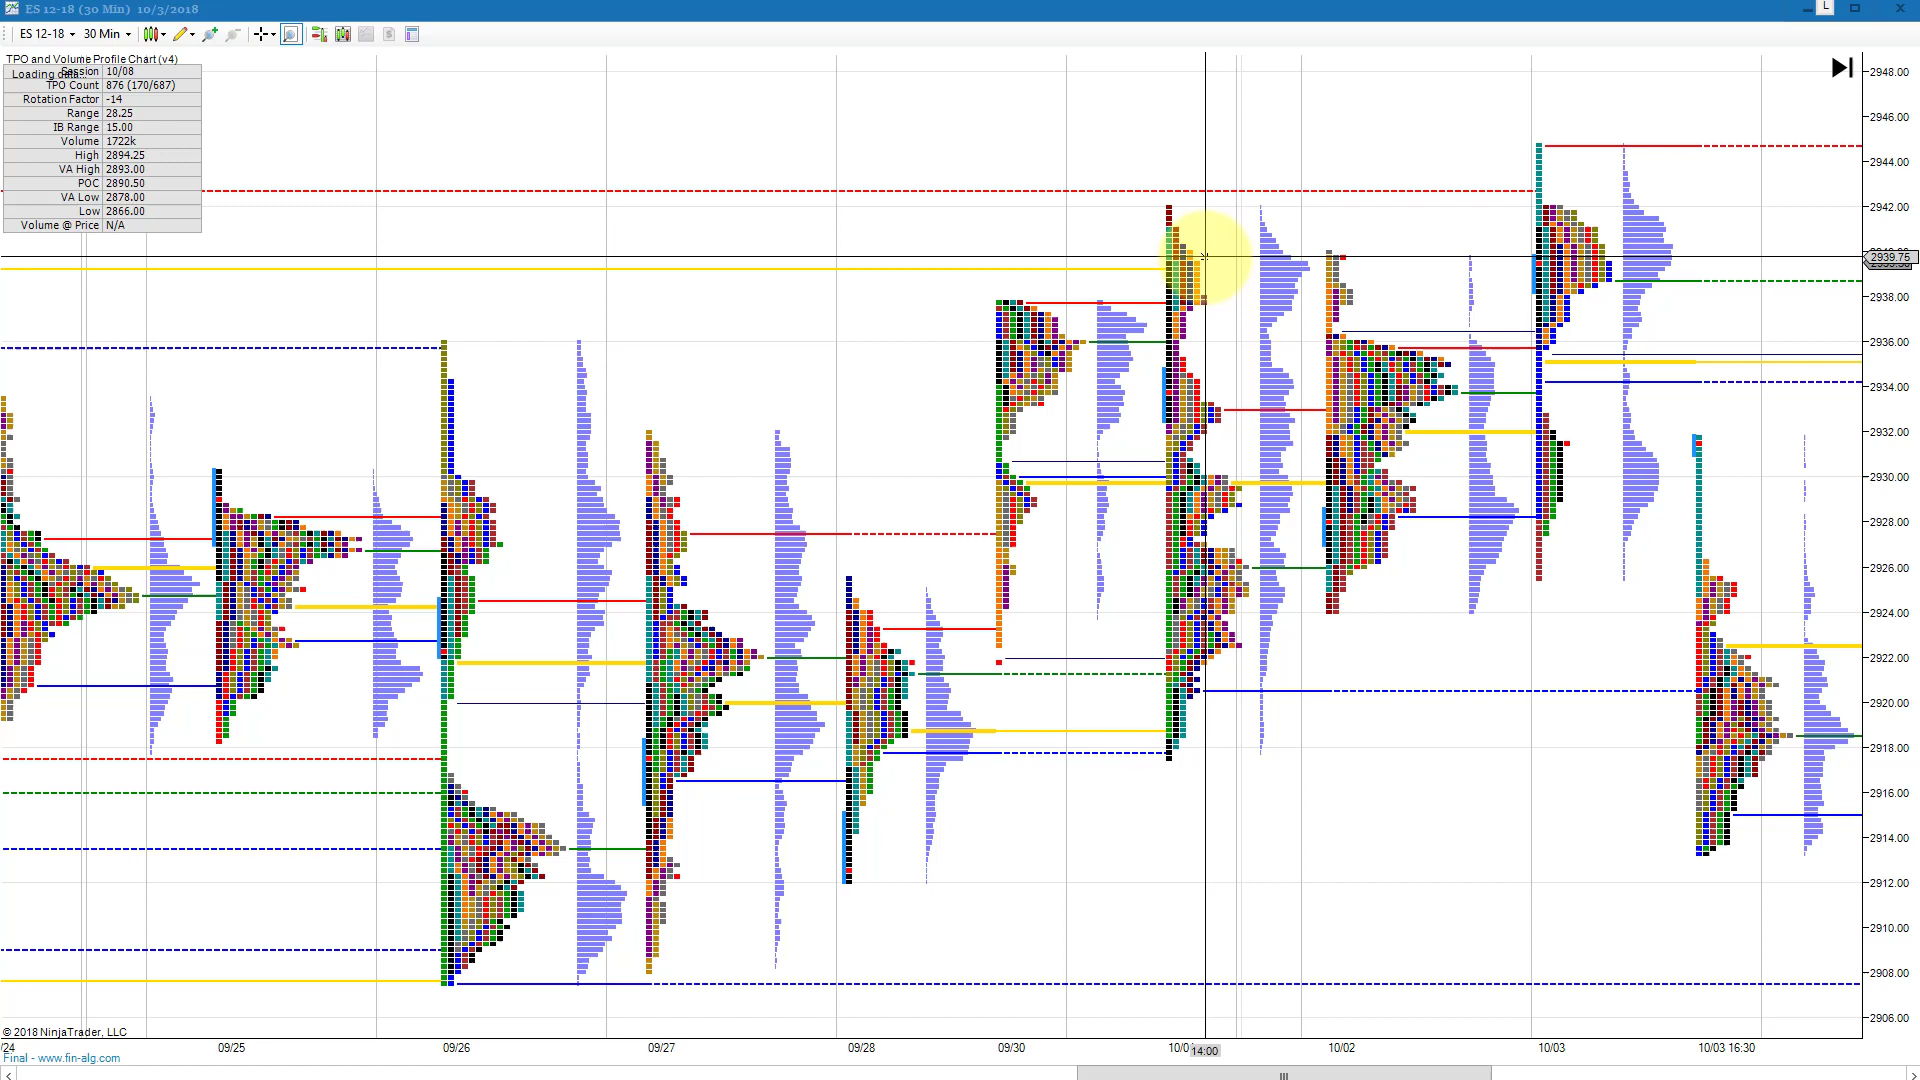 ES 12-18 (30 Min) 10/3/2018
L
ES 12-18 30 Min
TPO and Volume Profile Chart (v4)
Loading data...
Session 10/08
TPO Count 876 (170/687)
Rotation Factor -14
Range 28.25
IB Range 15.00
Volume 1722k
High 2894.25
VA High 2893.00
POC 2890.50
VA Low 2878.00
Low 2866.00
Volume @ Price N/A
2948.00
2946.00
2944.00
2942.00
2939.75
2938.00
2936.00
2934.00
2932.00
2930.00
2928.00
2926.00
2924.00
2922.00
2920.00
2918.00
2916.00
2914.00
2912.00
2910.00
2908.00
2906.00
© 2018 NinjaTrader, LLC
/24 09/25 09/26 09/27 09/28 09/30 10/0 14:00 10/02 10/03 10/03 16:30
Final - www.fin-alg.com